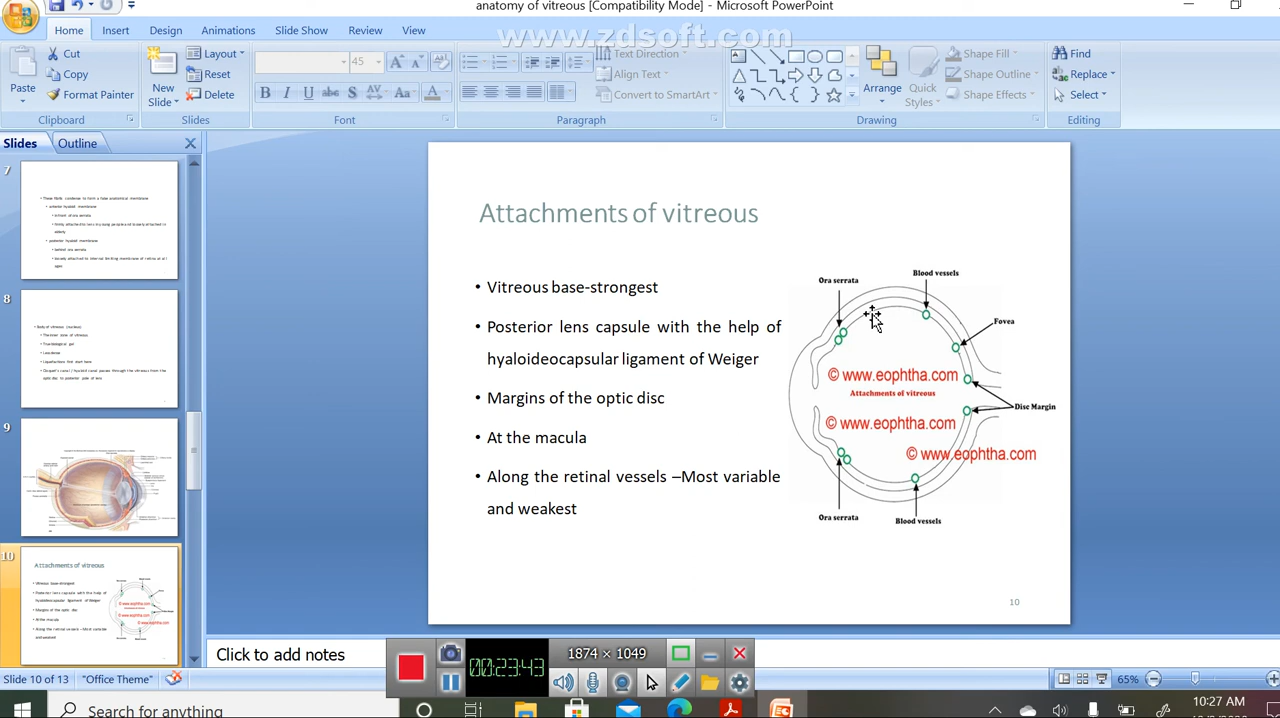 anatomy of vitreous [Compatibility Mode] - Microsoft PowerPoint
www.zdsoft.com
Home Insert Design Animations Slide Show Review View
Cut
Copy
Format Painter
Paste
Clipboard
New
Slide
Layout
Reset
Delete
Slides
Font
Text Direction
Align Text
Convert to SmartArt
Paragraph
Arrange
Quick
Styles
Shape Fill
Shape Outline
Shape Effects
Drawing
Find
Replace
Select
Editing
Slides Outline
7
8
9
10
Attachments of vitreous
Attachments of vitreous
• Vitreous base-strongest
• Posterior lens capsule with the help
hyaloideocapsular ligament of Weiger
• Margins of the optic disc
• At the macula
• Along the retinal vessels –Most variable
and weakest
Ora serrata
Blood vessels
Fovea
© www.eophtha.com
Attachments of vitreous
Disc Margin
© www.eophtha.com
© www.eophtha.com
Ora serrata
Blood vessels
10
Click to add notes
1874 × 1049
00:23:43
Slide 10 of 13 "Office Theme"
65%
Search for anything
10:27 AM